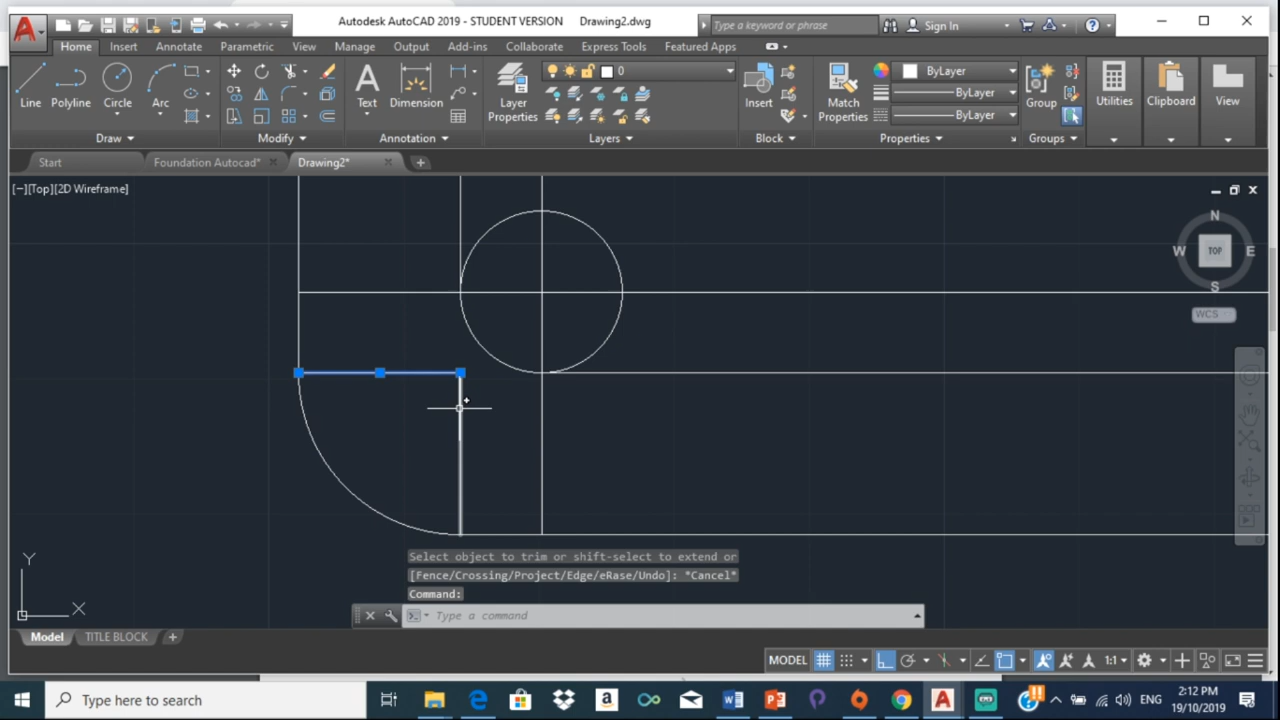 Autodesk AutoCAD 2019 - STUDENT VERSION Drawing2.dwg
Type a keyword or phrase
Sign In
Home Insert Annotate Parametric View Manage Output Add-ins Collaborate Express Tools Featured Apps
0
ByLayer
ByLayer
ByLayer
Line Polyline Circle Arc
Text Dimension
Layer Properties
Insert
Match Properties
Group
Utilities Clipboard View
Draw Modify Annotation Layers Block Properties Groups
Start Foundation Autocad* Drawing2*
[−][Top][2D Wireframe]
N
W TOP E
S
WCS
Y
X
Select object to trim or shift-select to extend or
[Fence/Crossing/Project/Edge/eRase/Undo]: *Cancel*
Command:
Type a command
Model TITLE BLOCK
MODEL 1:1
Type here to search
ENG
2:12 PM
19/10/2019